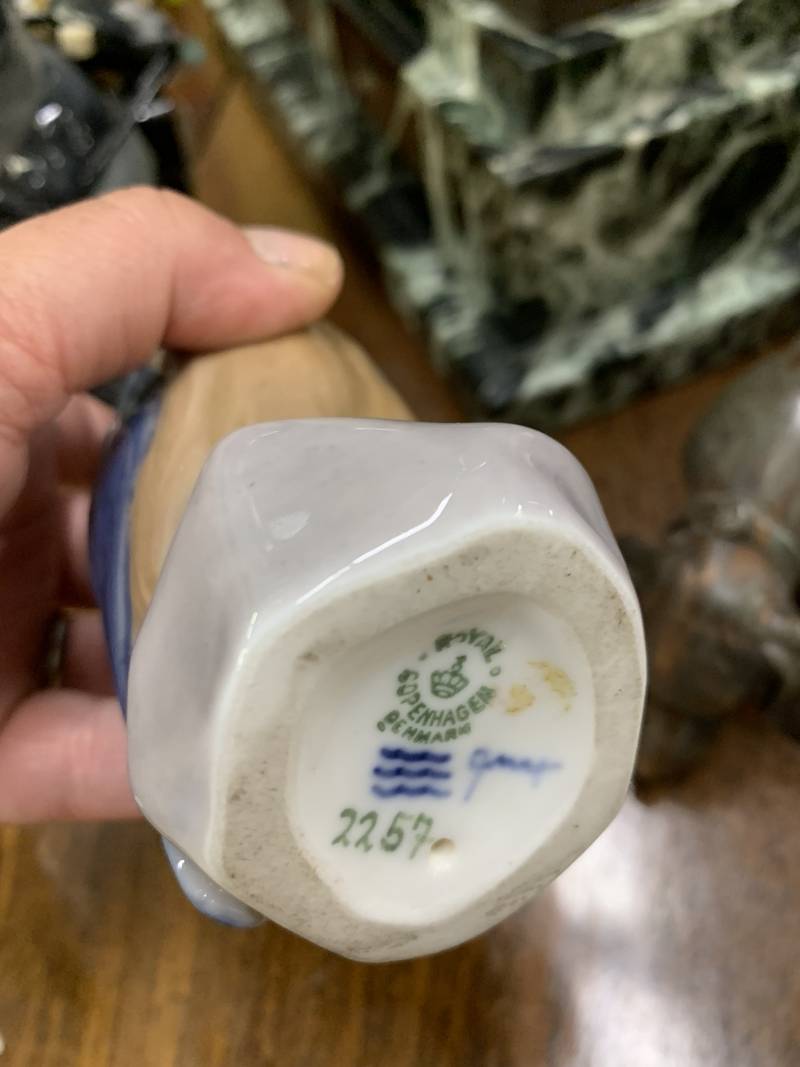 ROYAL
COPENHAGEN
DENMARK
2257